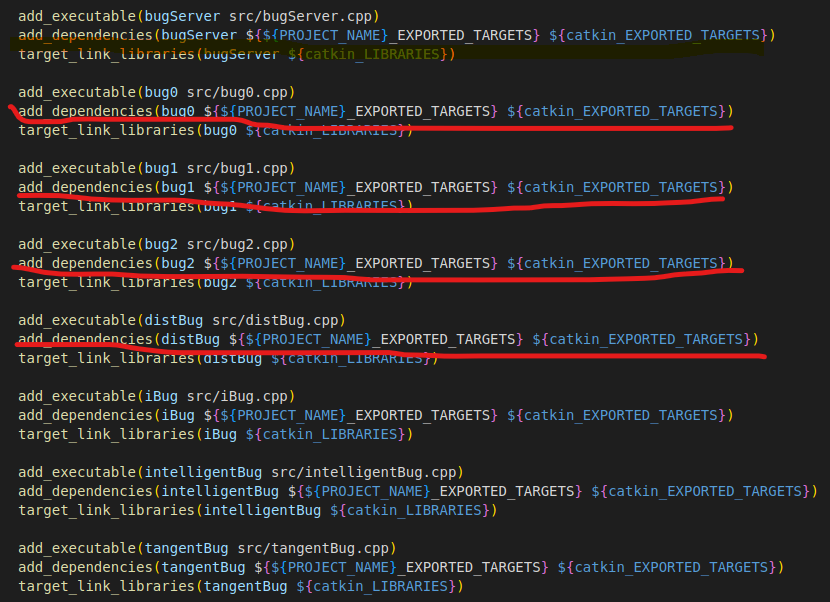 add_executable(bugServer src/bugServer.cpp)
add_dependencies(bugServer ${${PROJECT_NAME}_EXPORTED_TARGETS} ${catkin_EXPORTED_TARGETS})
target_link_libraries(bugServer ${catkin_LIBRARIES})
add_executable(bug0 src/bug0.cpp)
add_dependencies(bug0 ${${PROJECT_NAME}_EXPORTED_TARGETS} ${catkin_EXPORTED_TARGETS})
target_link_libraries(bug0 ${catkin_LIBRARIES})
add_executable(bug1 src/bug1.cpp)
add_dependencies(bug1 ${${PROJECT_NAME}_EXPORTED_TARGETS} ${catkin_EXPORTED_TARGETS})
target_link_libraries(bug1 ${catkin_LIBRARIES})
add_executable(bug2 src/bug2.cpp)
add_dependencies(bug2 ${${PROJECT_NAME}_EXPORTED_TARGETS} ${catkin_EXPORTED_TARGETS})
target_link_libraries(bug2 ${catkin_LIBRARIES})
add_executable(distBug src/distBug.cpp)
add_dependencies(distBug ${${PROJECT_NAME}_EXPORTED_TARGETS} ${catkin_EXPORTED_TARGETS})
target_link_libraries(distBug ${catkin_LIBRARIES})
add_executable(iBug src/iBug.cpp)
add_dependencies(iBug ${${PROJECT_NAME}_EXPORTED_TARGETS} ${catkin_EXPORTED_TARGETS})
target_link_libraries(iBug ${catkin_LIBRARIES})
add_executable(intelligentBug src/intelligentBug.cpp)
add_dependencies(intelligentBug ${${PROJECT_NAME}_EXPORTED_TARGETS} ${catkin_EXPORTED_TARGETS})
target_link_libraries(intelligentBug ${catkin_LIBRARIES})
add_executable(tangentBug src/tangentBug.cpp)
add_dependencies(tangentBug ${${PROJECT_NAME}_EXPORTED_TARGETS} ${catkin_EXPORTED_TARGETS})
target_link_libraries(tangentBug ${catkin_LIBRARIES})